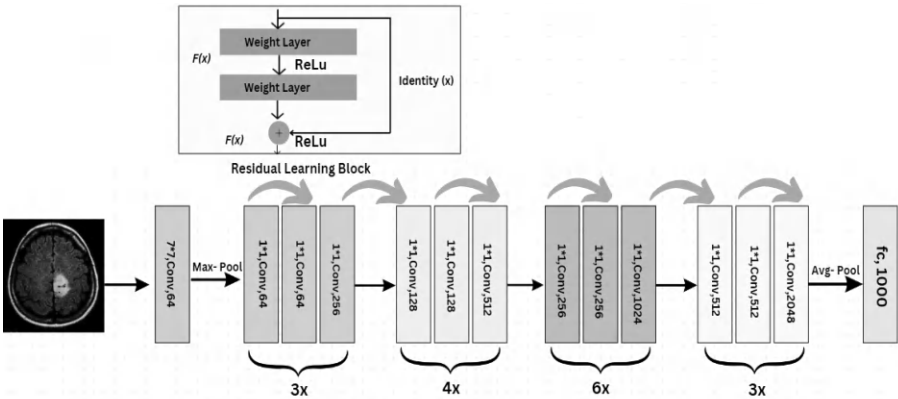 Weight Layer
F(x)
ReLu
Weight Layer
Identity (x)
F(x)
+
ReLu
Residual Learning Block
7*7,Conv,64
Max- Pool
1*1,Conv,64
1*1,Conv,64
1*1,Conv,256
3x
1*1,Conv,128
1*1,Conv,128
1*1,Conv,512
4x
1*1,Conv,256
1*1,Conv,256
1*1,Conv,1024
6x
1*1,Conv,512
1*1,Conv,512
1*1,Conv,2048
3x
Avg- Pool
fc, 1000